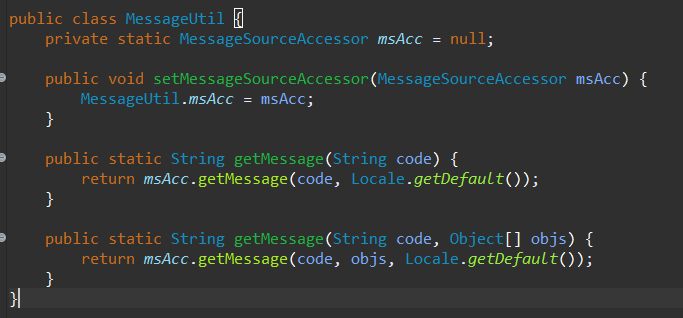 public class MessageUtil {
    private static MessageSourceAccessor msAcc = null;
    public void setMessageSourceAccessor(MessageSourceAccessor msAcc) {
        MessageUtil.msAcc = msAcc;
    }
    public static String getMessage(String code) {
        return msAcc.getMessage(code, Locale.getDefault());
    }
    public static String getMessage(String code, Object[] objs) {
        return msAcc.getMessage(code, objs, Locale.getDefault());
    }
}